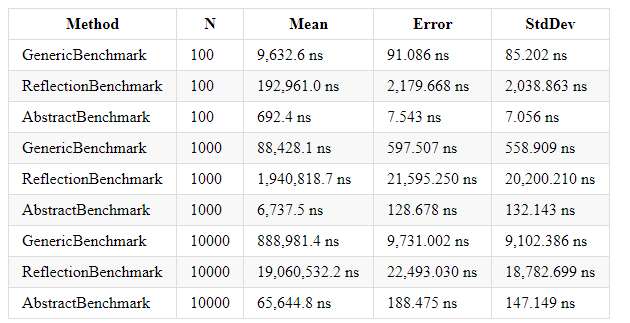 Method N Mean Error StdDev
GenericBenchmark 100 9,632.6 ns 91.086 ns 85.202 ns
ReflectionBenchmark 100 192,961.0 ns 2,179.668 ns 2,038.863 ns
AbstractBenchmark 100 692.4 ns 7.543 ns 7.056 ns
GenericBenchmark 1000 88,428.1 ns 597.507 ns 558.909 ns
ReflectionBenchmark 1000 1,940,818.7 ns 21,595.250 ns 20,200.210 ns
AbstractBenchmark 1000 6,737.5 ns 128.678 ns 132.143 ns
GenericBenchmark 10000 888,981.4 ns 9,731.002 ns 9,102.386 ns
ReflectionBenchmark 10000 19,060,532.2 ns 22,493.030 ns 18,782.699 ns
AbstractBenchmark 10000 65,644.8 ns 188.475 ns 147.149 ns